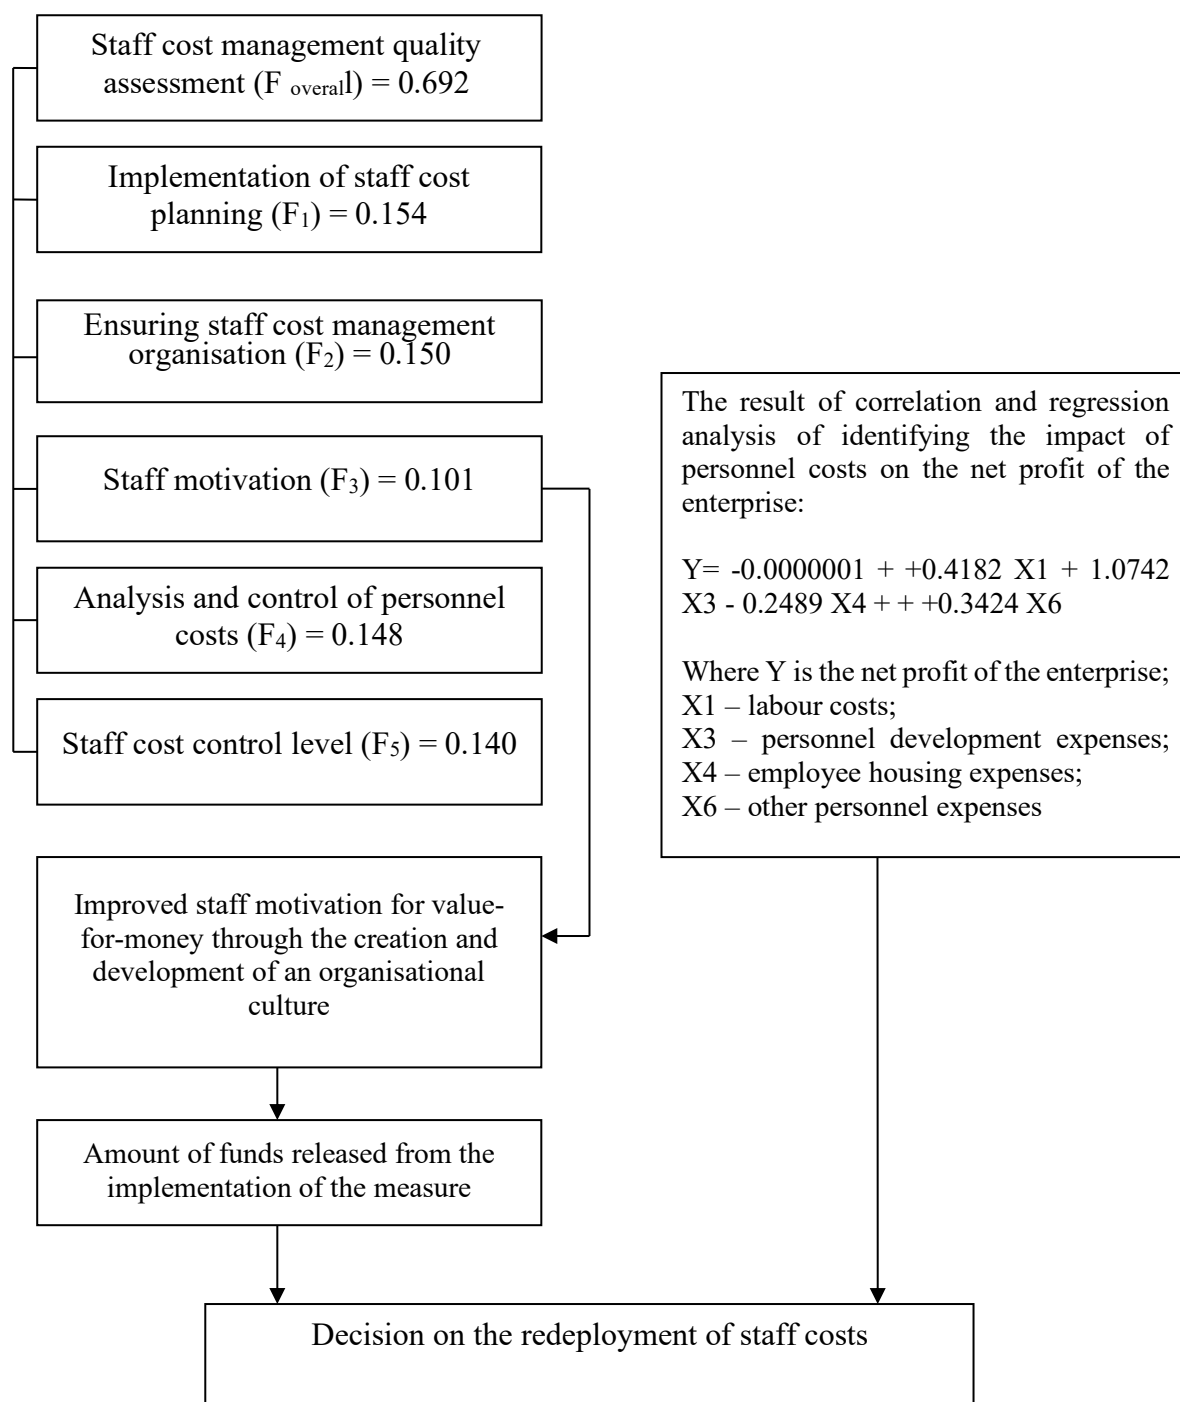 Staff cost management quality
assessment (F overall) = 0.692
Implementation of staff cost
planning (F1) = 0.154
Ensuring staff cost management
organisation (F2) = 0.150
Staff motivation (F3) = 0.101
Analysis and control of personnel
costs (F4) = 0.148
Staff cost control level (F5) = 0.140
Improved staff motivation for value-
for-money through the creation and
development of an organisational
culture
Amount of funds released from the
implementation of the measure
The result of correlation and regression
analysis of identifying the impact of
personnel costs on the net profit of the
enterprise:
Y= -0.0000001 + +0.4182 X1 + 1.0742
X3 - 0.2489 X4 + + +0.3424 X6
Where Y is the net profit of the enterprise;
X1 – labour costs;
X3 – personnel development expenses;
X4 – employee housing expenses;
X6 – other personnel expenses
Decision on the redeployment of staff costs